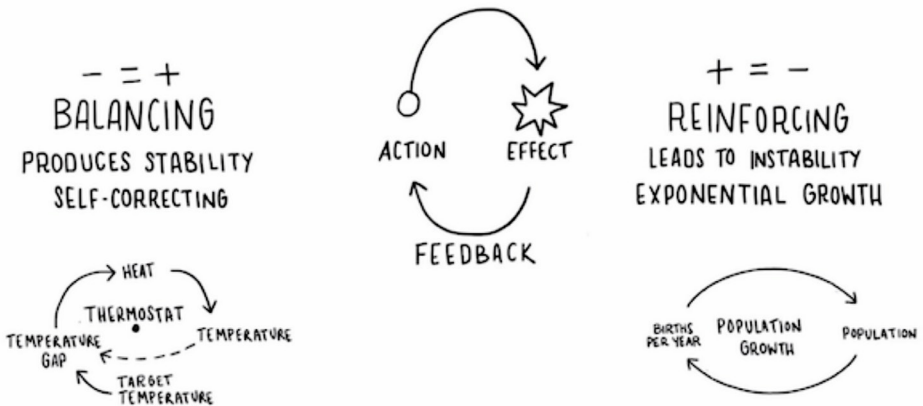 - = +
BALANCING
PRODUCES STABILITY
SELF-CORRECTING
ACTION
EFFECT
FEEDBACK
+ = -
REINFORCING
LEADS TO INSTABILITY
EXPONENTIAL GROWTH
HEAT
THERMOSTAT
TEMPERATURE
TEMPERATURE
GAP
TARGET
TEMPERATURE
BIRTHS
PER YEAR
POPULATION
GROWTH
POPULATION